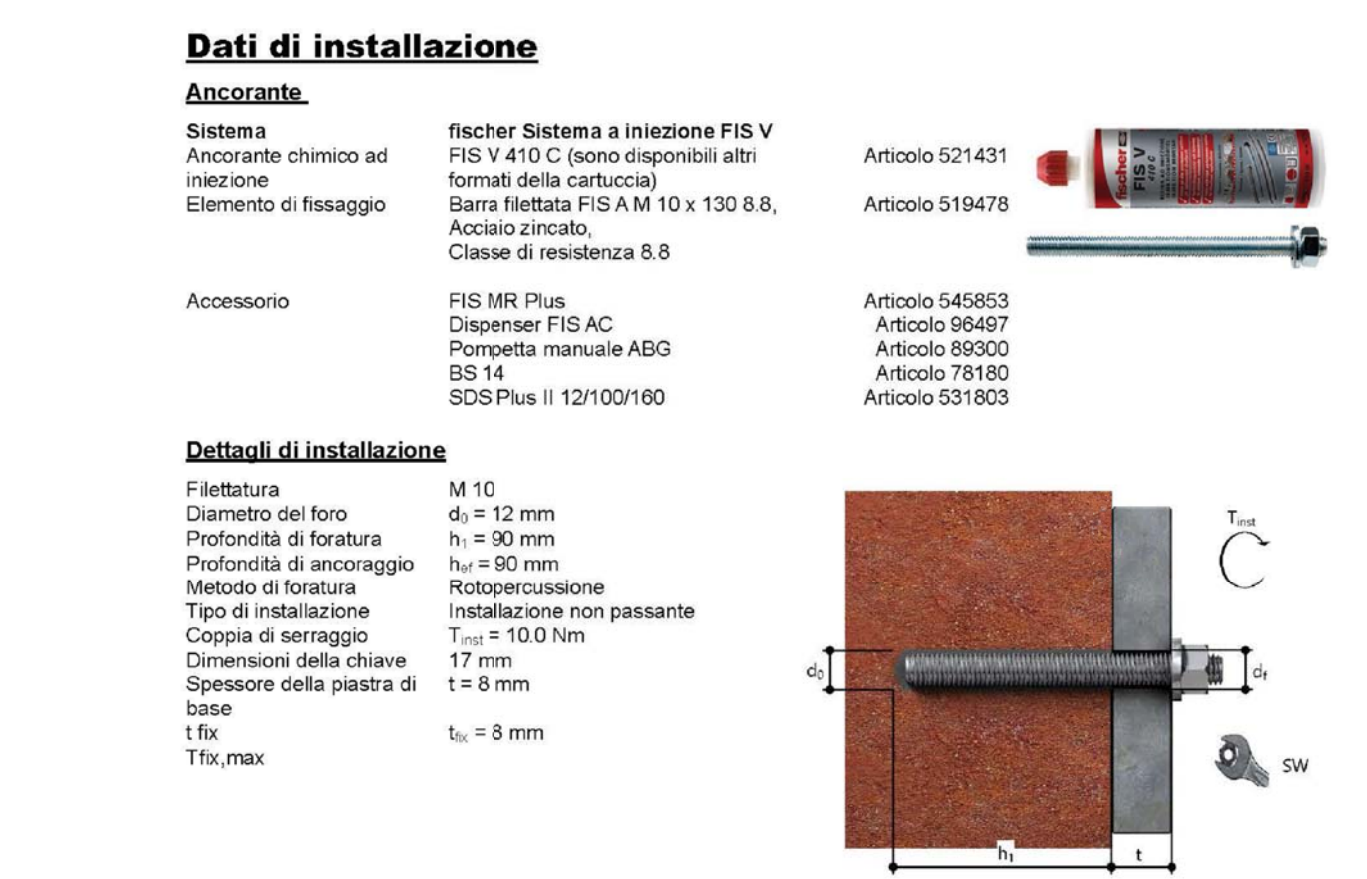 Dati di installazione
Ancorante
Sistema fischer Sistema a iniezione FIS V
Ancorante chimico ad iniezione FIS V 410 C (sono disponibili altri formati della cartuccia) Articolo 521431
Elemento di fissaggio Barra filettata FIS A M 10 x 130 8.8, Articolo 519478
Acciaio zincato,
Classe di resistenza 8.8
fischer
FIS V
410 C
Accessorio FIS MR Plus Articolo 545853
Dispenser FIS AC Articolo 96497
Pompetta manuale ABG Articolo 89300
BS 14 Articolo 78180
SDS Plus II 12/100/160 Articolo 531803
Dettagli di installazione
Filettatura M 10
Diametro del foro d₀ = 12 mm
Profondità di foratura h₁ = 90 mm
Profondità di ancoraggio hef = 90 mm
Metodo di foratura Rotopercussione
Tipo di installazione Installazione non passante
Coppia di serraggio Tinst = 10.0 Nm
Dimensioni della chiave 17 mm
Spessore della piastra di base t = 8 mm
t fix tfix = 8 mm
Tfix,max
Tinst
d₀
df
SW
h₁
t